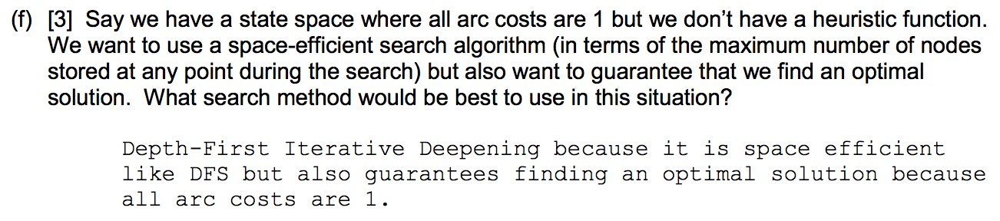 (f) [3] Say we have a state space where all arc costs are 1 but we don't have a heuristic function.
We want to use a space-efficient search algorithm (in terms of the maximum number of nodes
stored at any point during the search) but also want to guarantee that we find an optimal
solution. What search method would be best to use in this situation?
Depth-First Iterative Deepening because it is space efficient
like DFS but also guarantees finding an optimal solution because
all arc costs are 1.